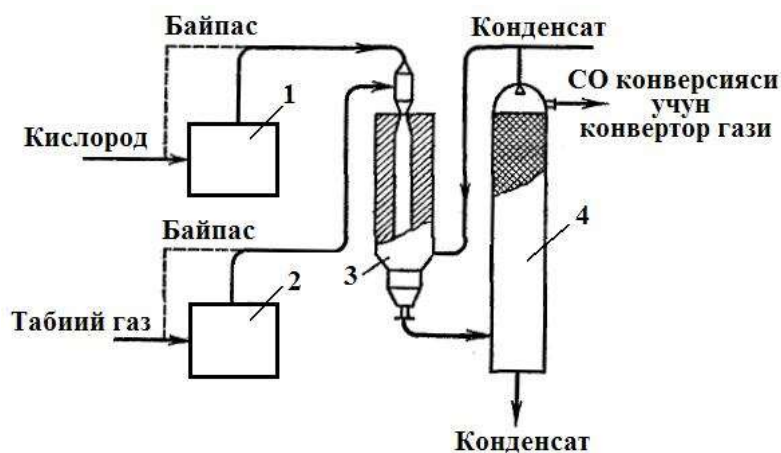 Байпас
Конденсат
1
СО конверсияси
учун
конвертор гази
Кислород
Байпас
4
2
3
Табиий газ
Конденсат